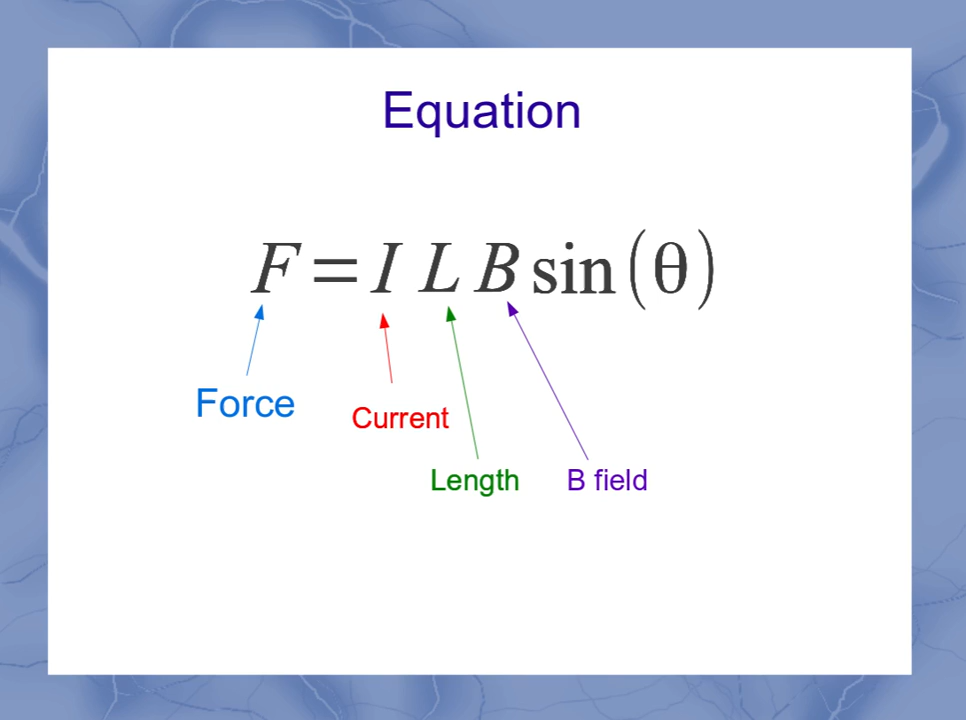 Equation
F = I L B sin (θ)
Force
Current
Length
B field